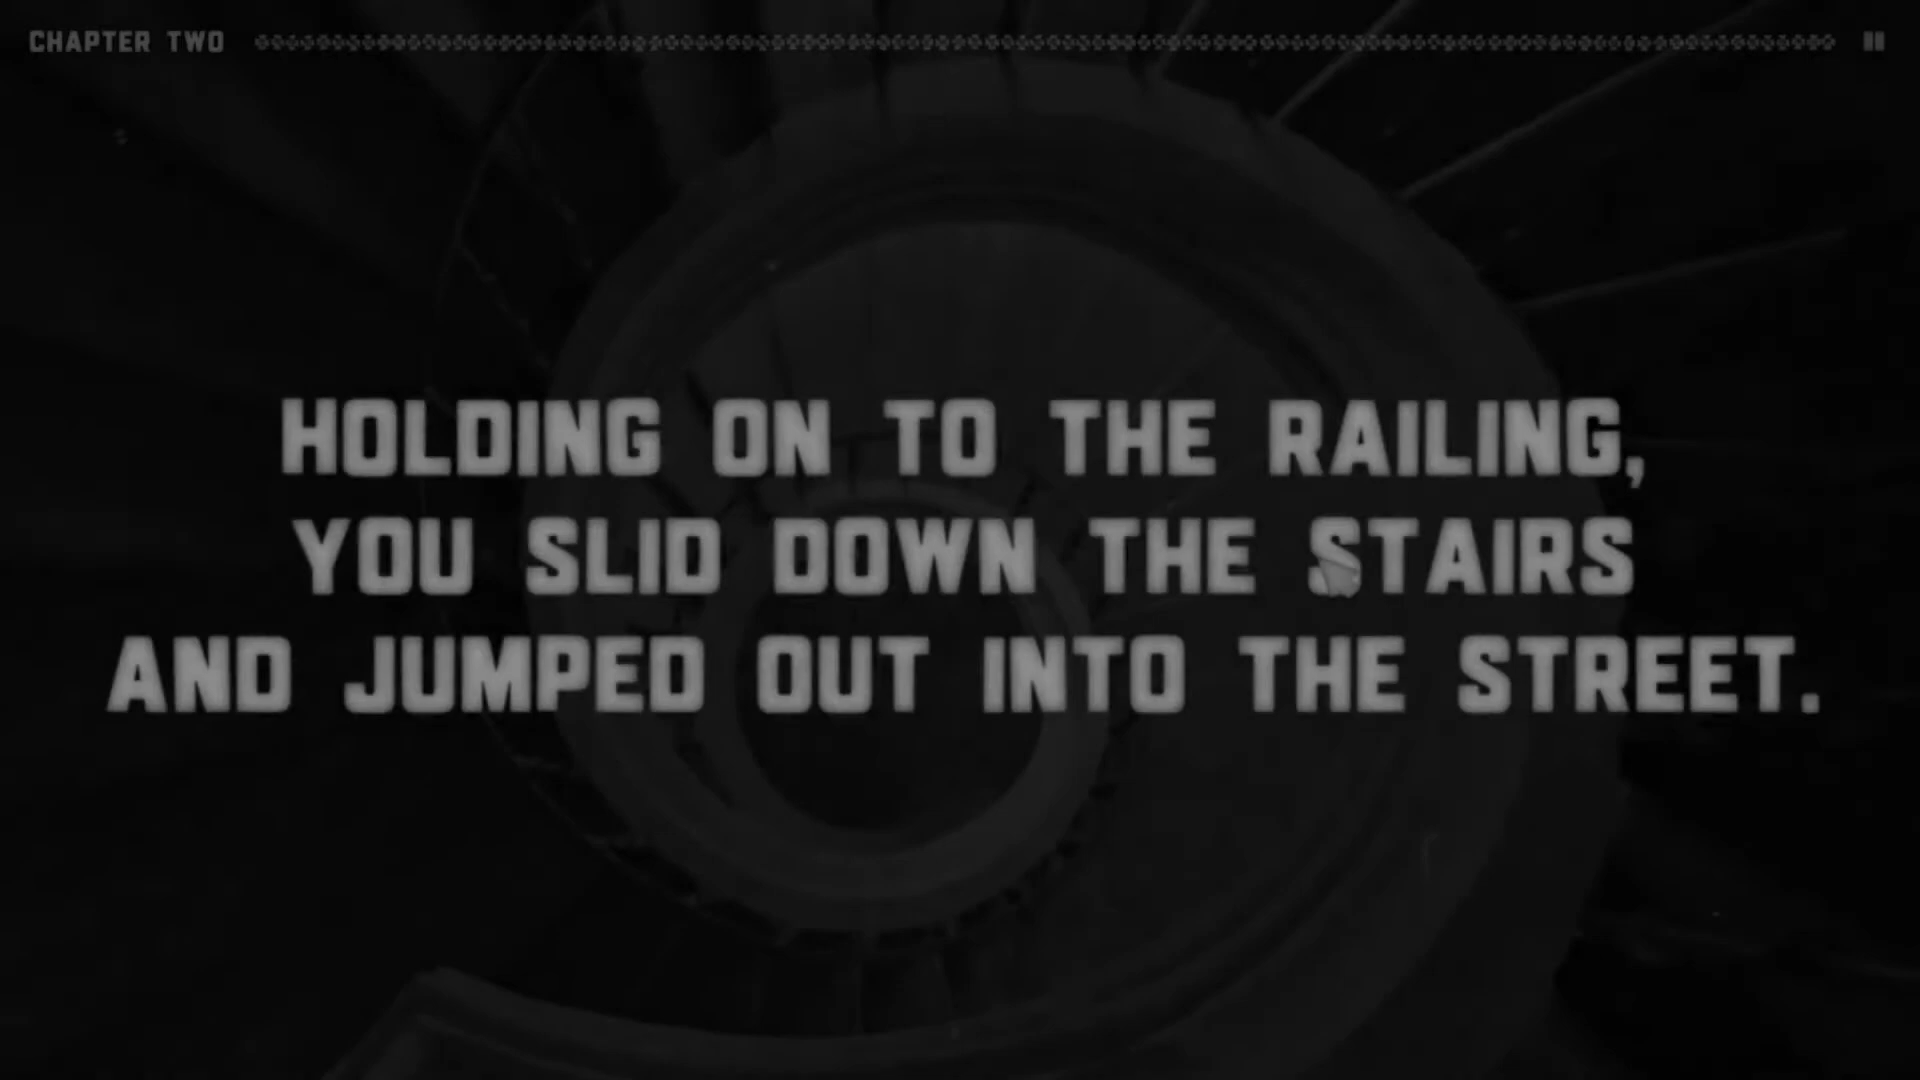 CHAPTER TWO
HOLDING ON TO THE RAILING,
YOU SLID DOWN THE STAIRS
AND JUMPED OUT INTO THE STREET.